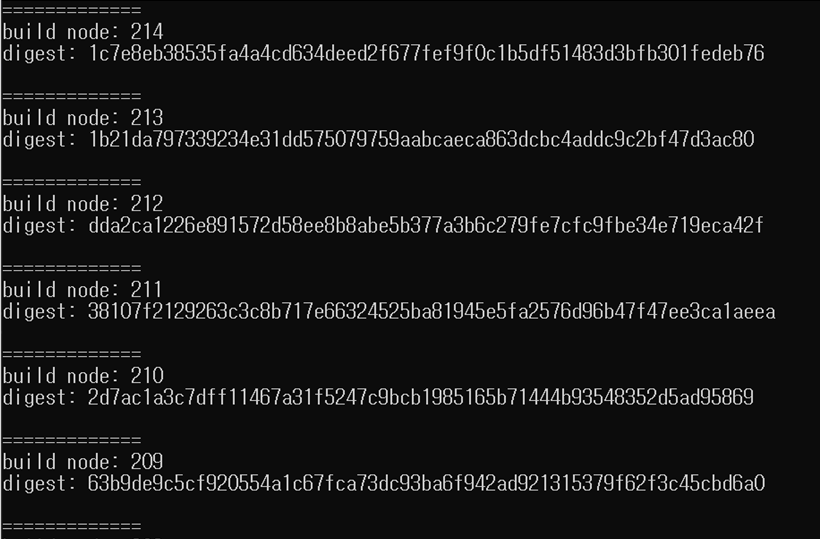 =============
build node: 214
digest: 1c7e8eb38535fa4a4cd634deed2f677fef9f0c1b5df51483d3bfb301fedeb76

=============
build node: 213
digest: 1b21da797339234e31dd575079759aabcaeca863dcbc4addc9c2bf47d3ac80

=============
build node: 212
digest: dda2ca1226e891572d58ee8b8abe5b377a3b6c279fe7cfc9fbe34e719eca42f

=============
build node: 211
digest: 38107f2129263c3c8b717e66324525ba81945e5fa2576d96b47f47ee3ca1aeea

=============
build node: 210
digest: 2d7ac1a3c7dff11467a31f5247c9bcb1985165b71444b93548352d5ad95869

=============
build node: 209
digest: 63b9de9c5cf920554a1c67fca73dc93ba6f942ad921315379f62f3c45cbd6a0

=============